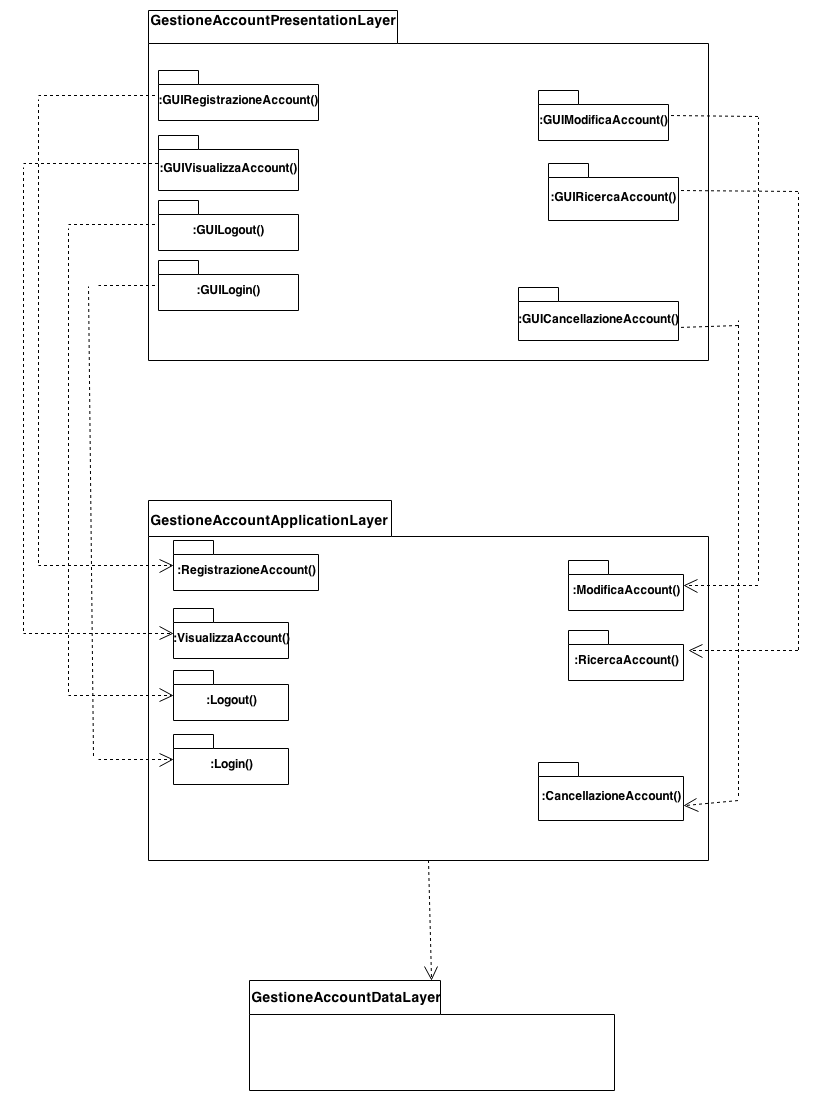 GestioneAccountPresentationLayer
:GUIRegistrazioneAccount()
:GUIVisualizzaAccount()
:GUILogout()
:GUILogin()
:GUIModificaAccount()
:GUIRicercaAccount()
:GUICancellazioneAccount()
GestioneAccountApplicationLayer
:RegistrazioneAccount()
:VisualizzaAccount()
:Logout()
:Login()
:ModificaAccount()
:RicercaAccount()
:CancellazioneAccount()
GestioneAccountDataLayer